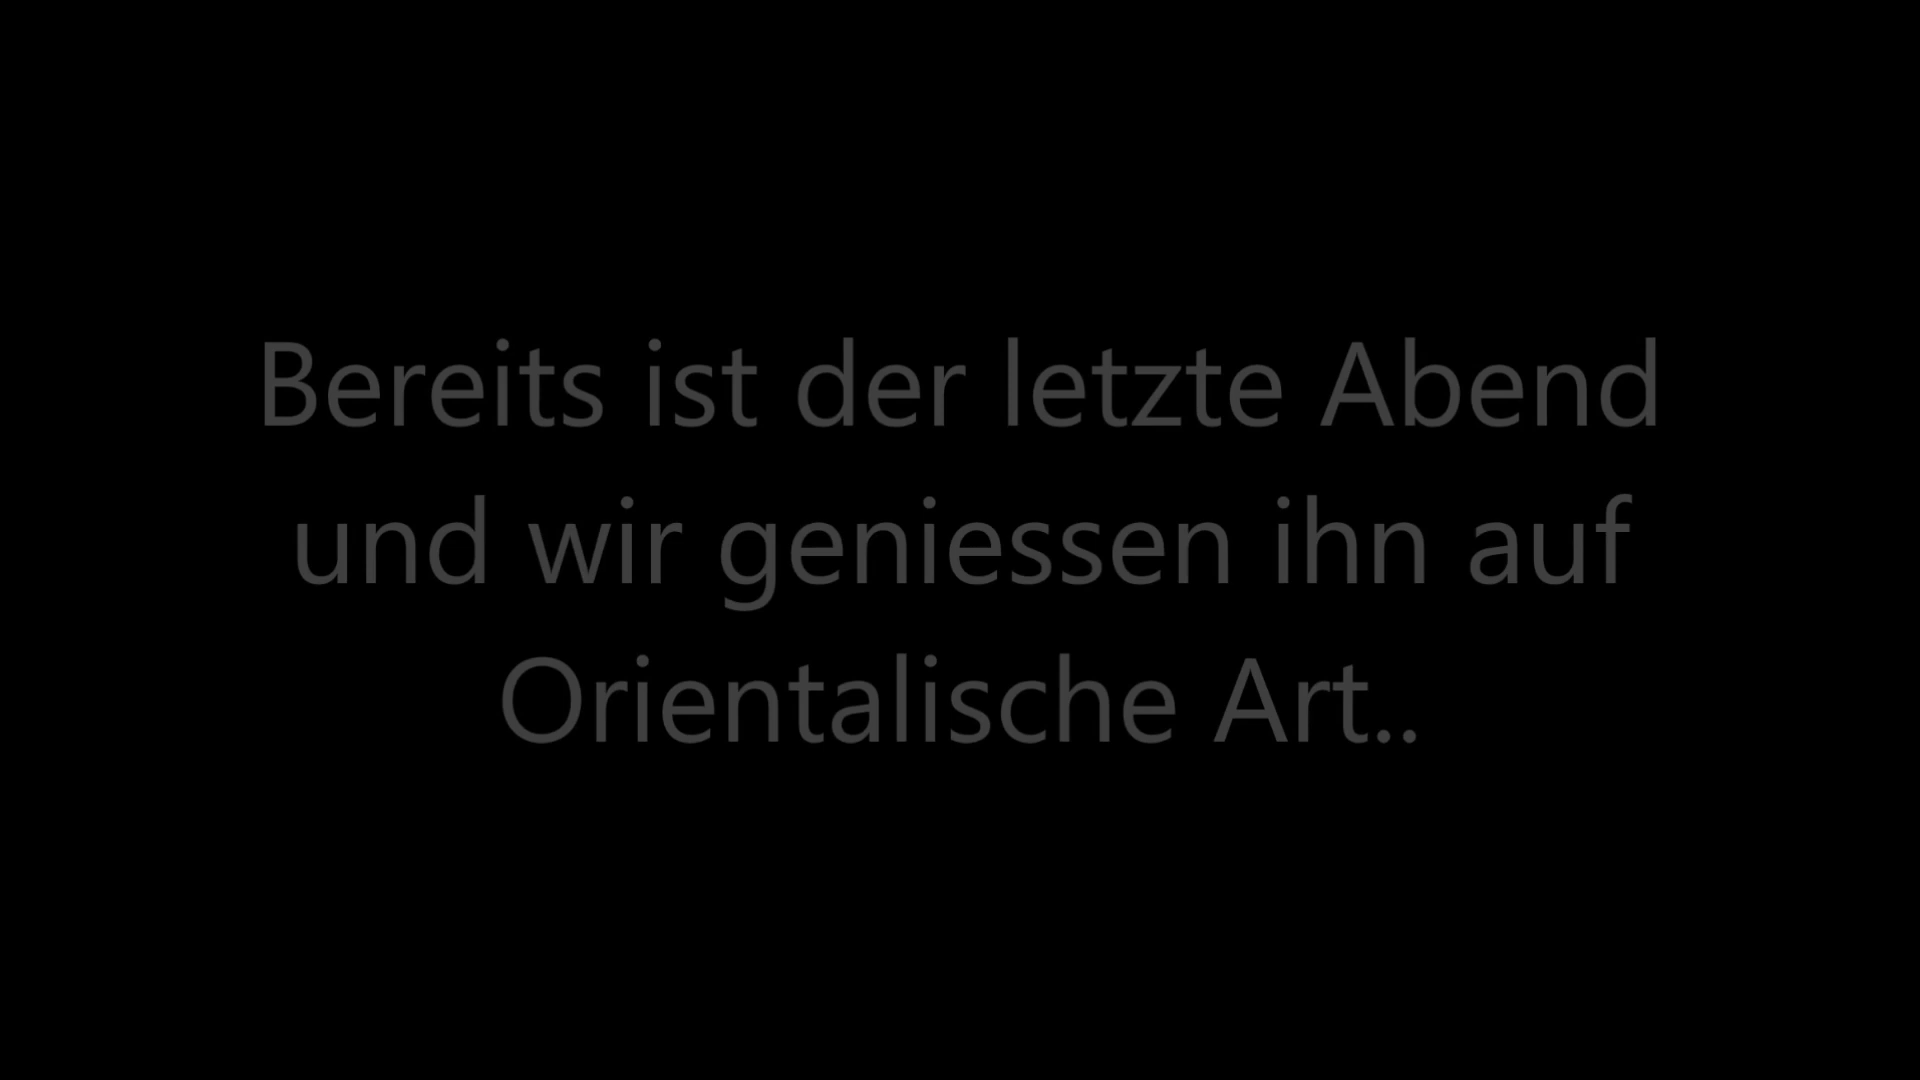 Bereits ist der letzte Abend
und wir geniessen ihn auf
Orientalische Art..